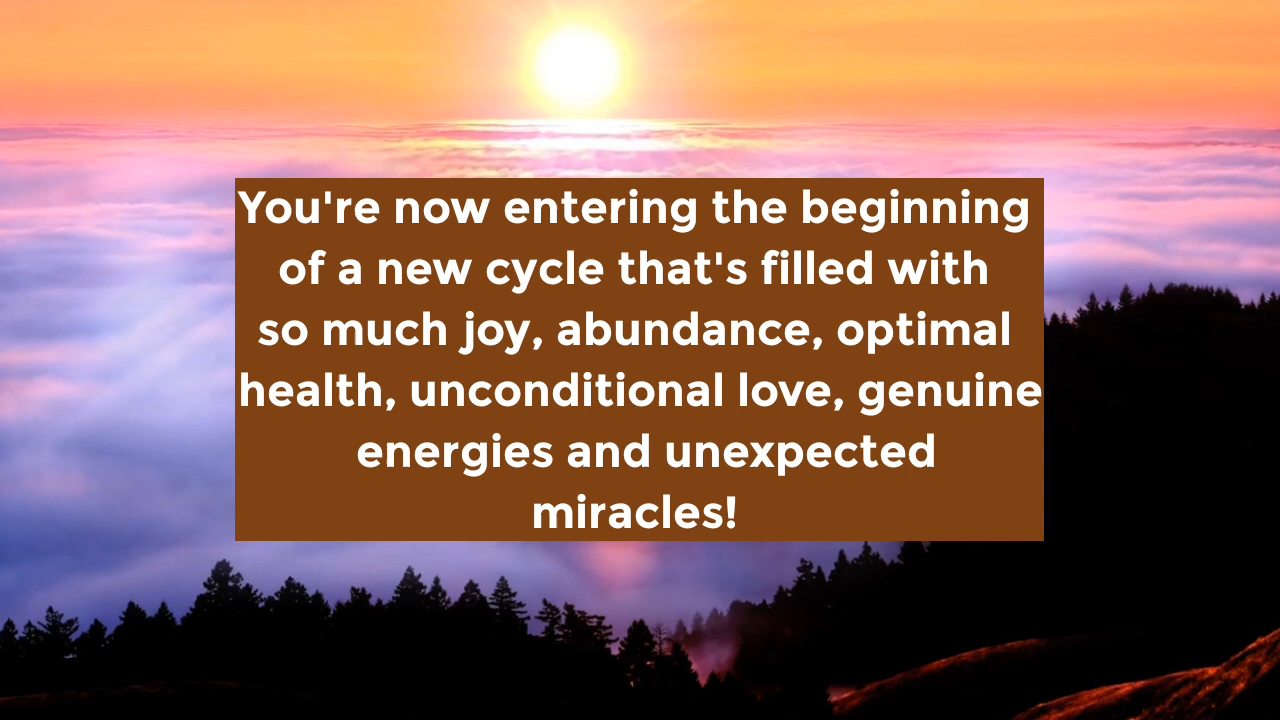 You're now entering the beginning
of a new cycle that's filled with
so much joy, abundance, optimal
health, unconditional love, genuine
energies and unexpected
miracles!